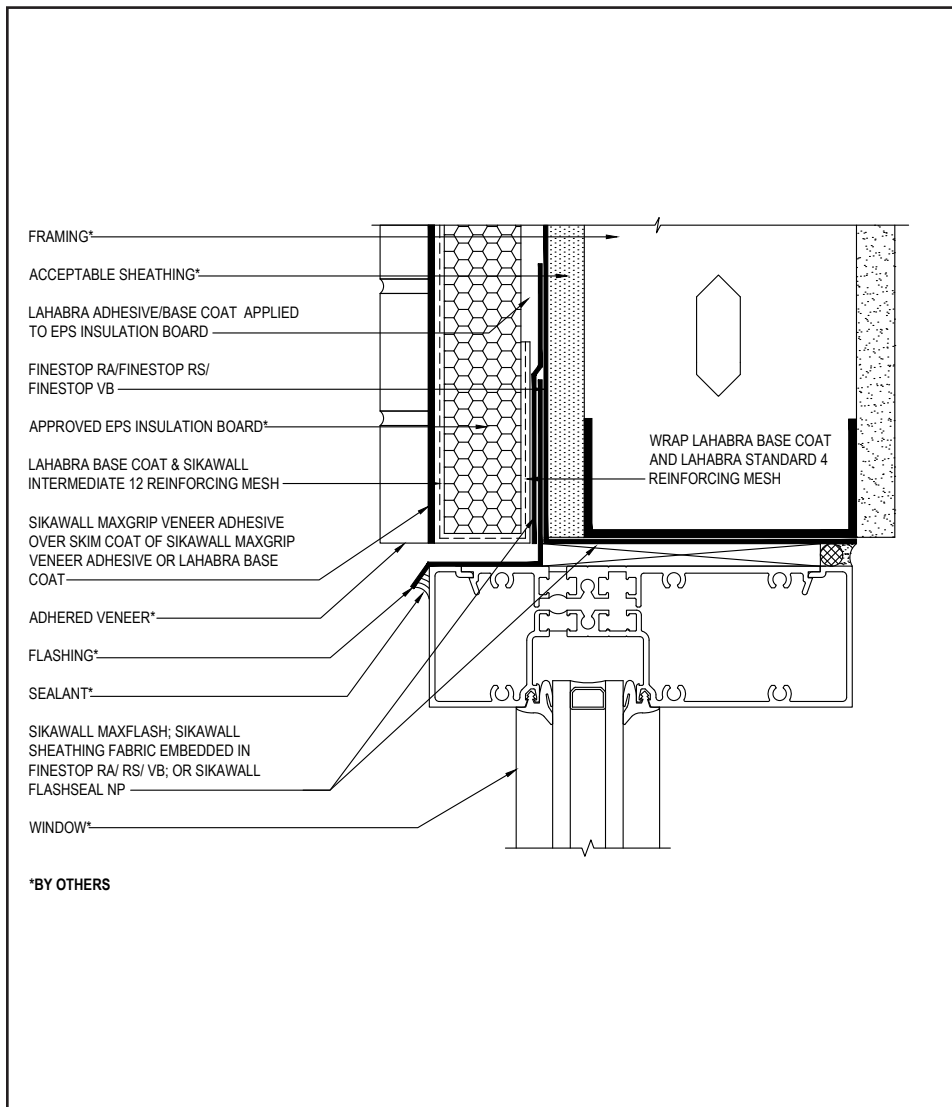 FRAMING*
ACCEPTABLE SHEATHING*
LAHABRA ADHESIVE/BASE COAT APPLIED
TO EPS INSULATION BOARD
FINESTOP RA/FINESTOP RS/
FINESTOP VB
APPROVED EPS INSULATION BOARD*
LAHABRA BASE COAT & SIKAWALL
INTERMEDIATE 12 REINFORCING MESH
SIKAWALL MAXGRIP VENEER ADHESIVE
OVER SKIM COAT OF SIKAWALL MAXGRIP
VENEER ADHESIVE OR LAHABRA BASE
COAT
ADHERED VENEER*
FLASHING*
SEALANT*
SIKAWALL MAXFLASH; SIKAWALL
SHEATHING FABRIC EMBEDDED IN
FINESTOP RA/ RS/ VB; OR SIKAWALL
FLASHSEAL NP
WINDOW*
*BY OTHERS
WRAP LAHABRA BASE COAT
AND LAHABRA STANDARD 4
REINFORCING MESH